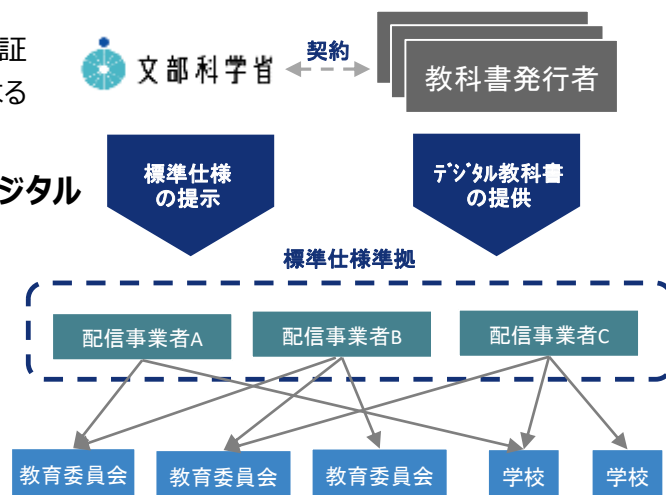 証
文部科学省
契約
教科書発行者
る
ジタル
標準仕様
の提示
デジタル教科書
の提供
標準仕様準拠
配信事業者A
配信事業者B
配信事業者C
教育委員会
教育委員会
教育委員会
学校
学校